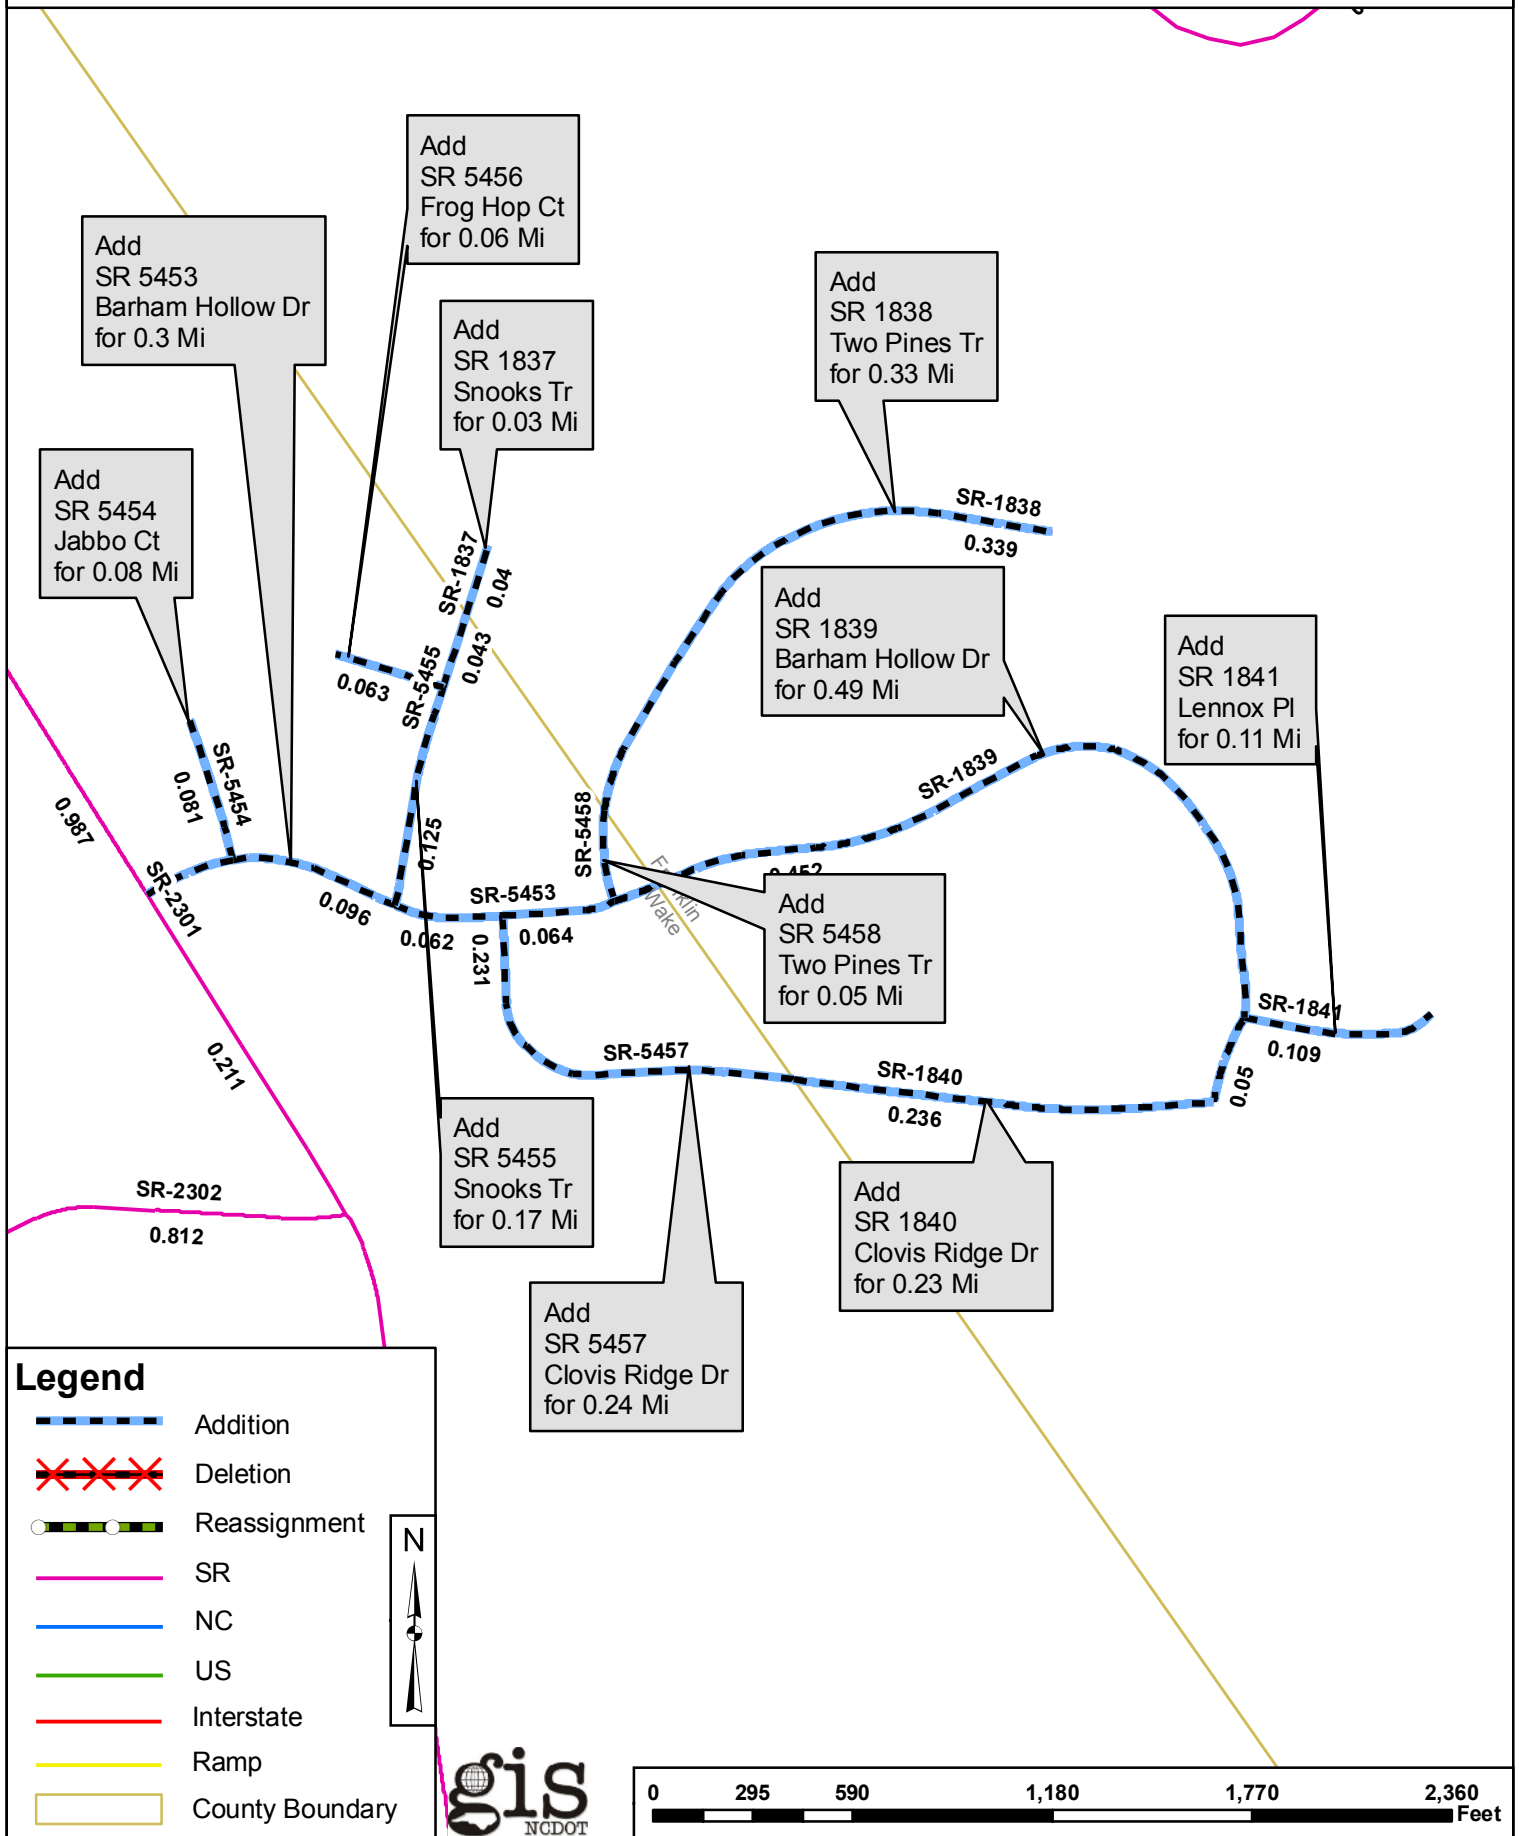 Add
SR 5456
Frog Hop Ct
for 0.06 Mi
Add
SR 5453
Barham Hollow Dr
for 0.3 Mi
Add
SR 1838
Two Pines Tr
for 0.33 Mi
Add
SR 1837
Snooks Tr
for 0.03 Mi
Add
SR 5454
Jabbo Ct
for 0.08 Mi
SR-1838
0.339
SR-1837
0.04
Add
SR 1839
Barham Hollow Dr
for 0.49 Mi
Add
SR 1841
Lennox Pl
for 0.11 Mi
SR-5455
0.043
0.063
SR-5454
0.081
0.987
SR-2301
SR-5458
SR-1839
0.125
0.096
0.062
SR-5453
0.064
0.231
0.452
Franklin
Wake
Add
SR 5458
Two Pines Tr
for 0.05 Mi
SR-1841
0.109
0.05
0.211
SR-5457
SR-1840
0.236
Add
SR 5455
Snooks Tr
for 0.17 Mi
SR-2302
0.812
Add
SR 1840
Clovis Ridge Dr
for 0.23 Mi
Add
SR 5457
Clovis Ridge Dr
for 0.24 Mi
Legend
Addition
Deletion
Reassignment
SR
NC
US
Interstate
Ramp
County Boundary
N
gis
NCDOT
0 295 590 1,180 1,770 2,360
Feet